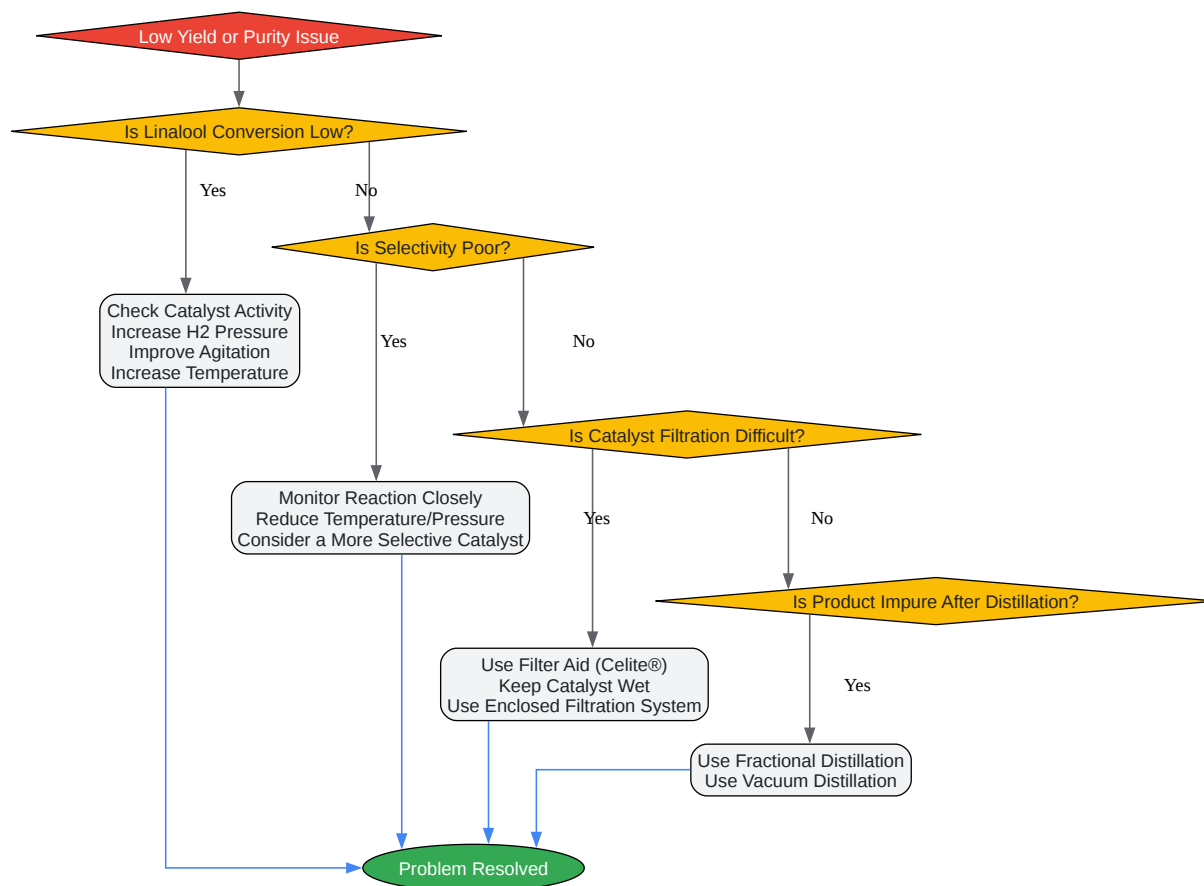 Low Yield or Purity Issue
Is Linalool Conversion Low?
Yes
No
Is Selectivity Poor?
Check Catalyst Activity
Increase H2 Pressure
Improve Agitation
Increase Temperature
Yes
No
Is Catalyst Filtration Difficult?
Monitor Reaction Closely
Reduce Temperature/Pressure
Consider a More Selective Catalyst
Yes
No
Is Product Impure After Distillation?
Use Filter Aid (Celite®)
Keep Catalyst Wet
Use Enclosed Filtration System
Yes
Use Fractional Distillation
Use Vacuum Distillation
Problem Resolved